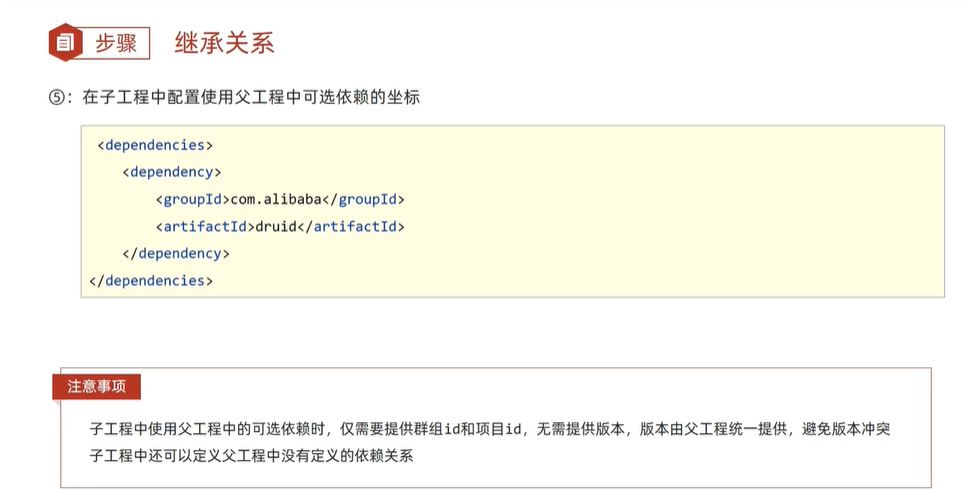 步骤 继承关系
⑤：在子工程中配置使用父工程中可选依赖的坐标
<dependencies>
<dependency>
<groupId>com.alibaba</groupId>
<artifactId>druid</artifactId>
</dependency>
</dependencies>
注意事项
子工程中使用父工程中的可选依赖时，仅需要提供群组id和项目id，无需提供版本，版本由父工程统一提供，避免版本冲突
子工程中还可以定义父工程中没有定义的依赖关系